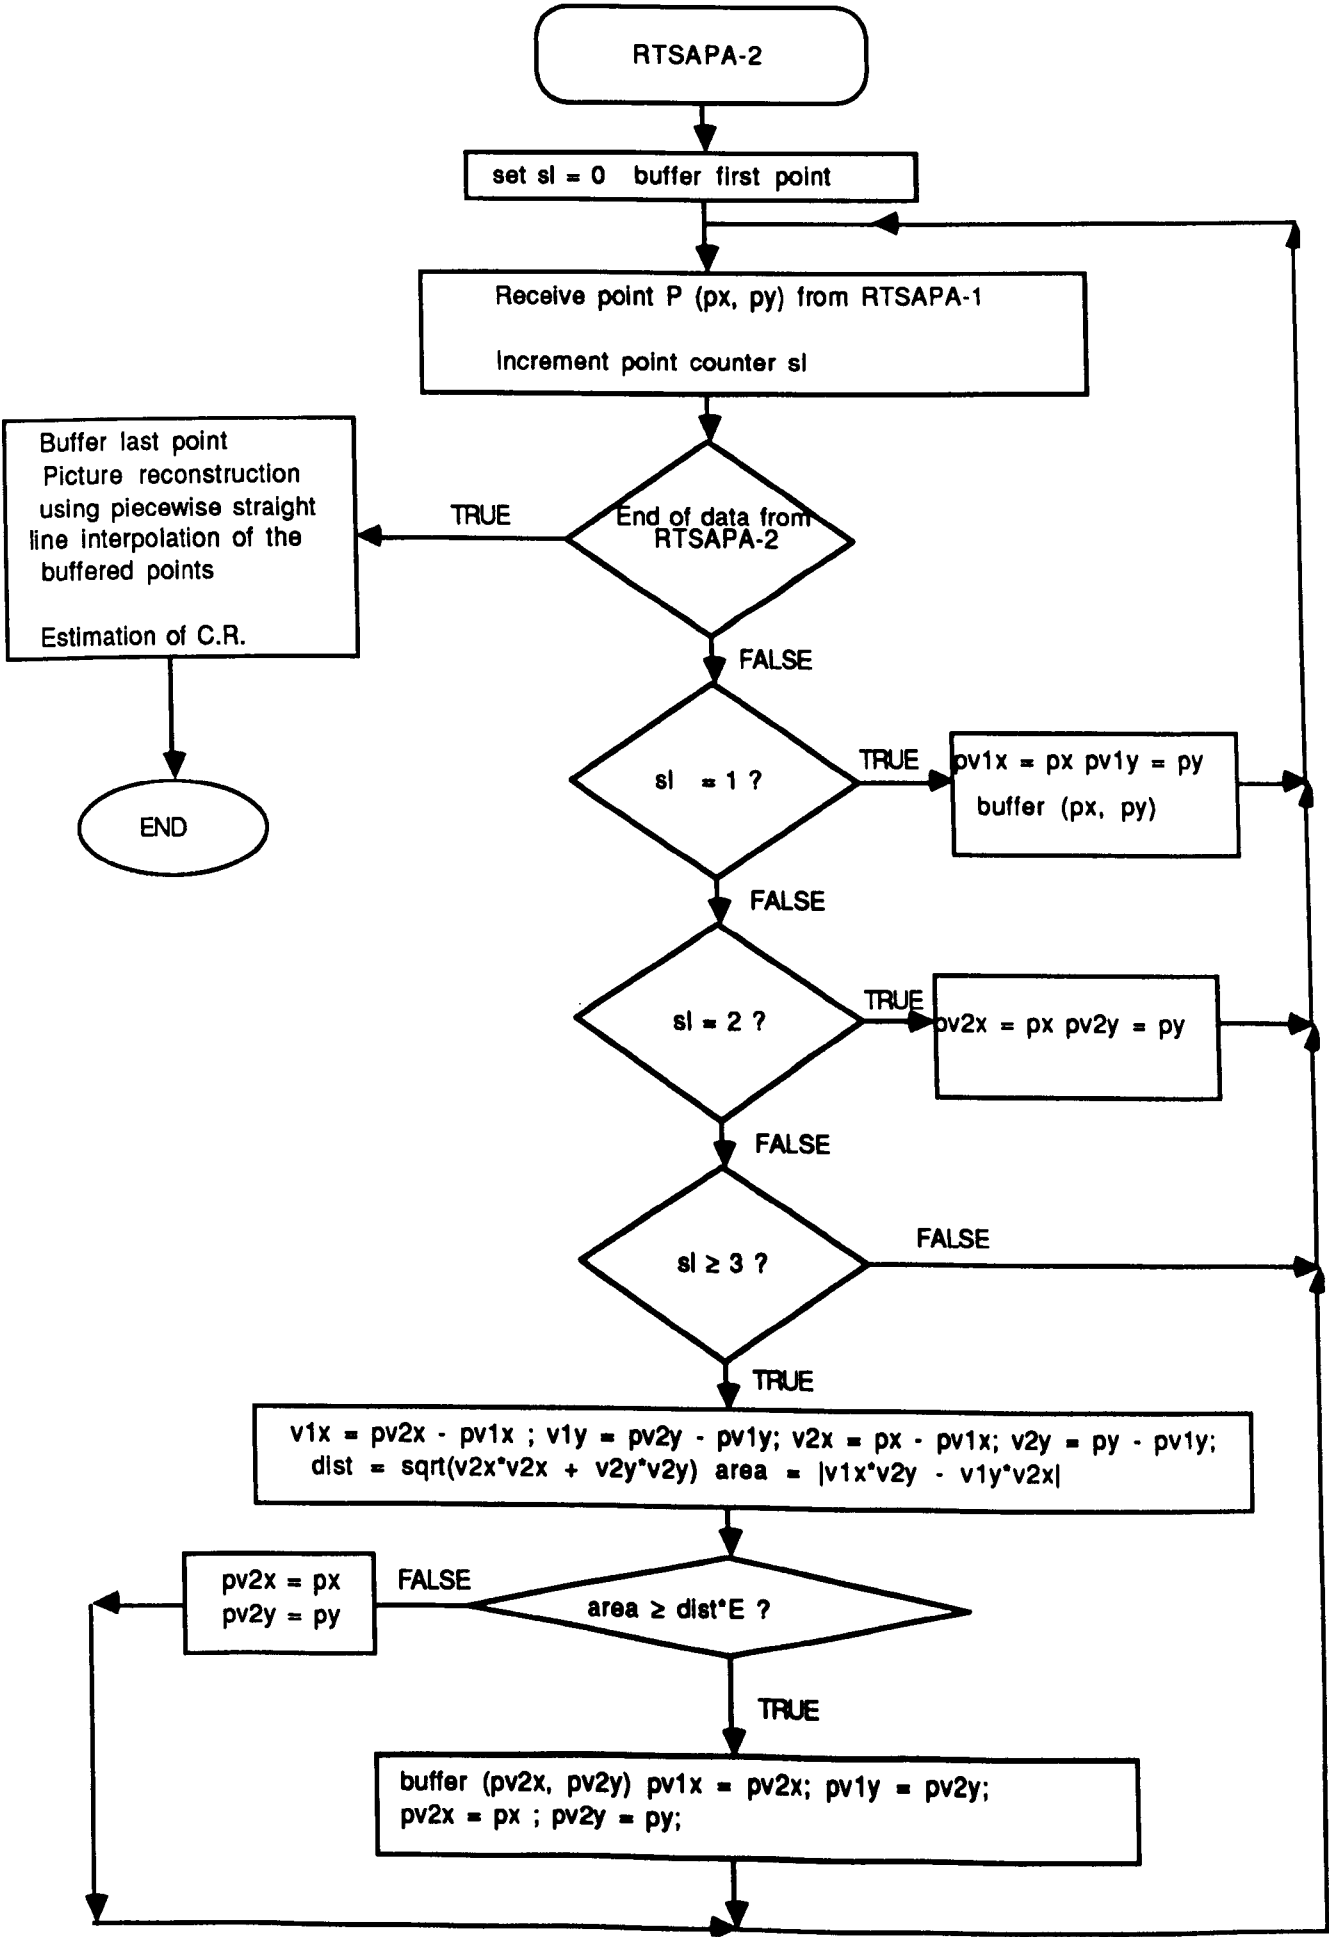 RTSAPA-2
set sl = 0 buffer first point
Receive point P (px, py) from RTSAPA-1
Increment point counter sl
Buffer last point
Picture reconstruction
using piecewise straight
line interpolation of the
buffered points
Estimation of C.R.
TRUE
End of data from
RTSAPA-2
FALSE
END
sl = 1 ?
TRUE
pv1x = px pv1y = py
buffer (px, py)
FALSE
sl = 2 ?
TRUE
pv2x = px pv2y = py
FALSE
sl ≥ 3 ?
FALSE
TRUE
v1x = pv2x - pv1x ; v1y = pv2y - pv1y; v2x = px - pv1x; v2y = py - pv1y;
dist = sqrt(v2x*v2x + v2y*v2y) area = |v1x*v2y - v1y*v2x|
pv2x = px
pv2y = py
FALSE
area ≥ dist*E ?
TRUE
buffer (pv2x, pv2y) pv1x = pv2x; pv1y = pv2y;
pv2x = px ; pv2y = py;